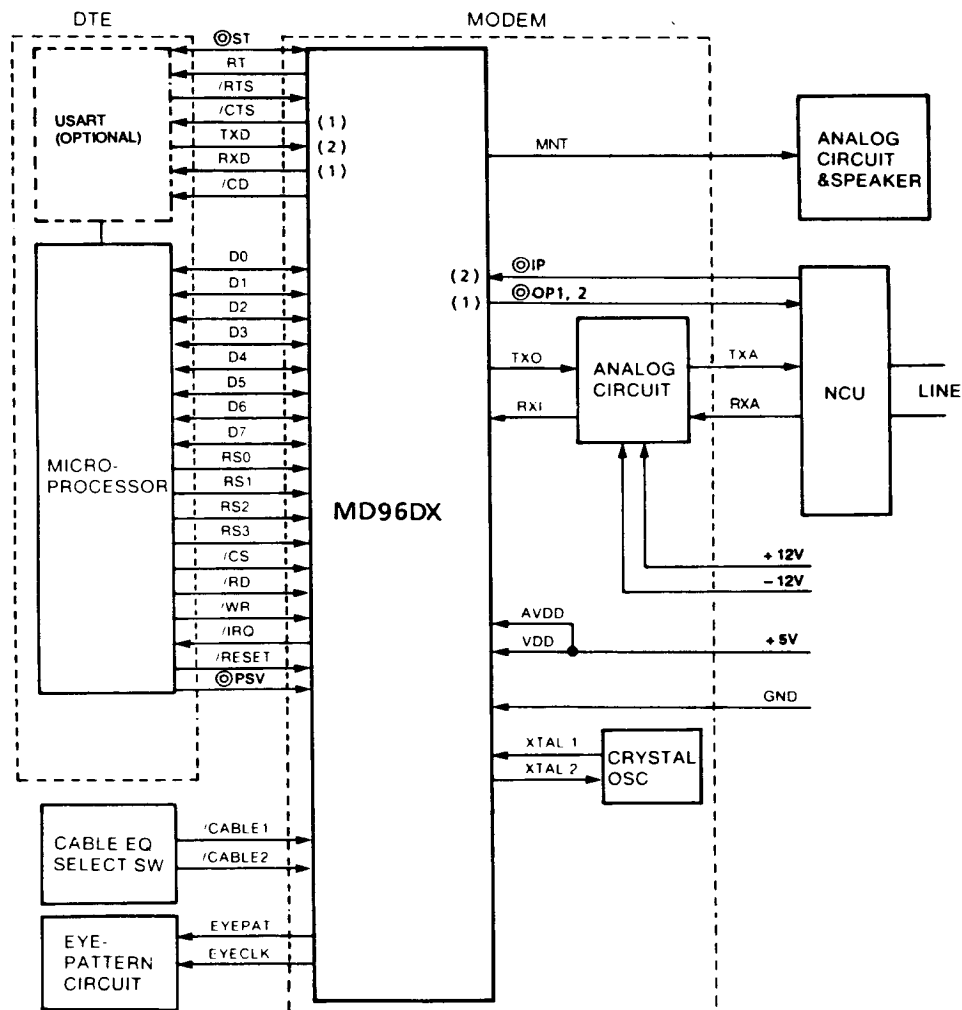 DTE
MODEM
◎ST
RT
/RTS
/CTS
TXD
RXD
/CD
USART
(OPTIONAL)
(1)
(2)
(1)
MNT
ANALOG
CIRCUIT
&SPEAKER
D0
D1
D2
D3
D4
D5
D6
D7
RS0
RS1
RS2
RS3
/CS
/RD
/WR
/IRQ
/RESET
◎PSV
MICRO-
PROCESSOR
MD96DX
(2)
◎IP
(1)
◎OP1, 2
TXO
RXI
ANALOG
CIRCUIT
TXA
RXA
NCU
LINE
+12V
-12V
AVDD
VDD
+5V
GND
XTAL 1
XTAL 2
CRYSTAL
OSC
CABLE EQ
SELECT SW
/CABLE1
/CABLE2
EYE-
PATTERN
CIRCUIT
EYEPAT
EYECLK